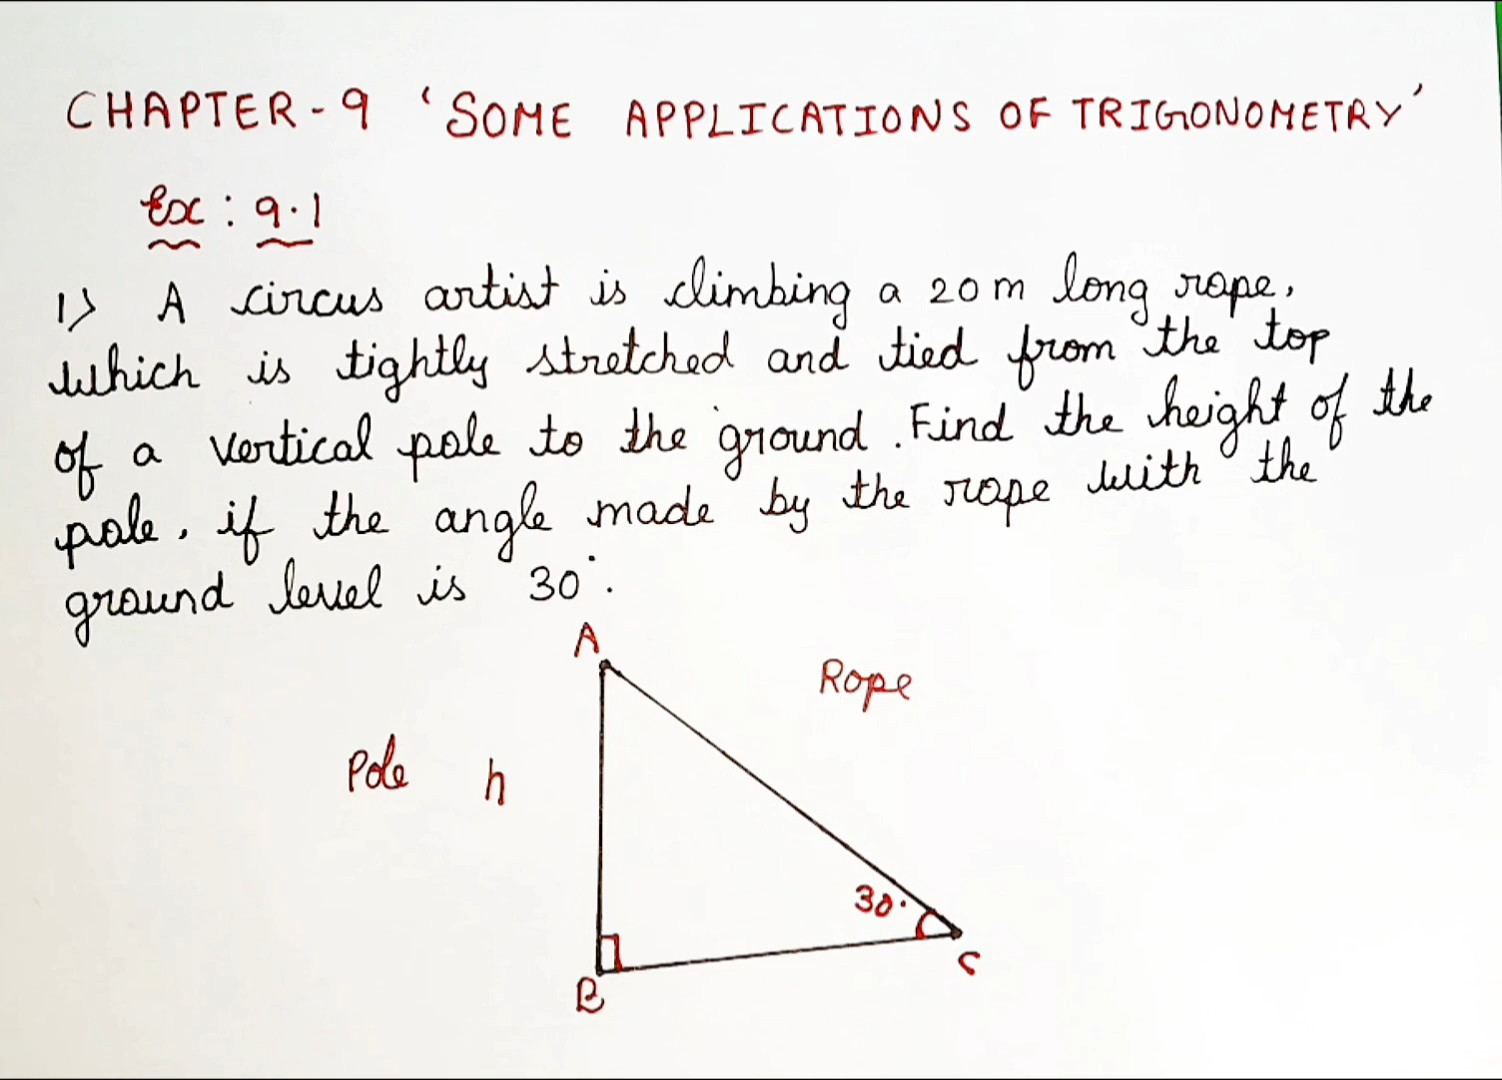 CHAPTER-9 'SOME APPLICATIONS OF TRIGONOMETRY'
Ex : 9.1
1) A circus artist is climbing a 20m long rope,
which is tightly stretched and tied from the top
of a vertical pole to the ground. Find the height of the
pole, if the angle made by the rope with the
ground level is 30°.
A
Rope
Pole h
30°
C
B